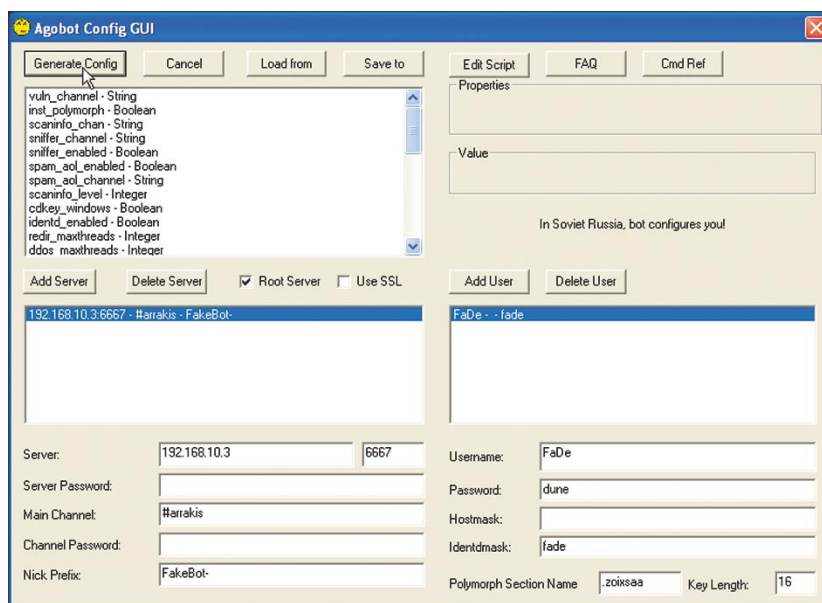 Agobot Config GUI
Generate Config
Cancel
Load from
Save to
Edit Script
FAQ
Cmd Ref
vuln_channel - String
inst_polymorph - Boolean
scaninfo_chan - String
sniffer_channel - String
sniffer_enabled - Boolean
spam_aol_enabled - Boolean
spam_aol_channel - String
scaninfo_level - Integer
cdkey_windows - Boolean
identd_enabled - Boolean
redir_maxthreads - Integer
ddos_maxthreads - Integer
Properties
Value
In Soviet Russia, bot configures you!
Add Server
Delete Server
Root Server
Use SSL
Add User
Delete User
192.168.10.3:6667 - #arrakis - FakeBot-
FaDe - - fade
Server: 192.168.10.3 6667
Server Password:
Main Channel: #arrakis
Channel Password:
Nick Prefix: FakeBot-
Username: FaDe
Password: dune
Hostmask:
Identdmask: fade
Polymorph Section Name .zoixsaa Key Length: 16